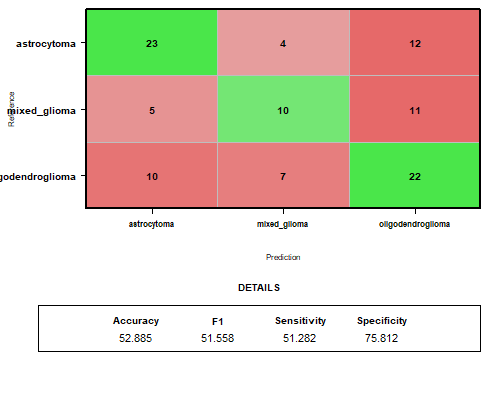 astrocytoma 23 4 12
Reference
mixed_glioma 5 10 11
godendroglioma 10 7 22
astrocytoma mixed_glioma oligodendroglioma
Prediction
DETAILS
Accuracy F1 Sensitivity Specificity
52.885 51.558 51.282 75.812